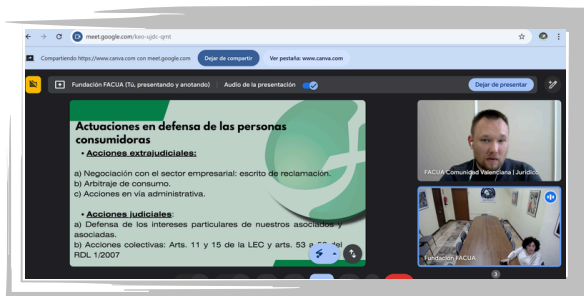 meet.google.com/keo-ujdc-qmt
Compartiendo https://www.canva.com con meet.google.com
Dejar de compartir
Ver pestaña: www.canva.com
Fundación FACUA (Tú, presentando y anotando)
Audio de la presentación
Dejar de presentar
Actuaciones en defensa de las personas
consumidoras
• Acciones extrajudiciales:
a) Negociación con el sector empresarial: escrito de reclamación.
b) Arbitraje de consumo.
c) Acciones en vía administrativa.
• Acciones judiciales:
a) Defensa de los intereses particulares de nuestros asociados y
asociadas.
b) Acciones colectivas: Arts. 11 y 15 de la LEC y arts. 53 a del
RDL 1/2007
FACUA Comunidad Valenciana | Jurídico
Fundación FACUA
3